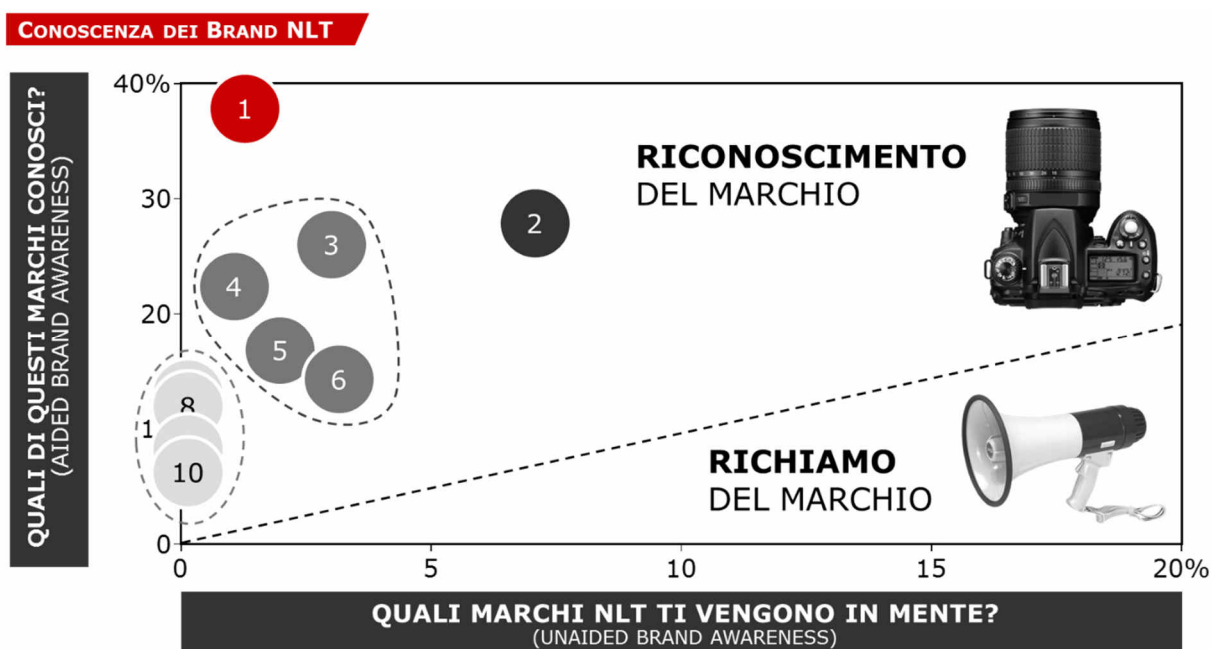 CONOSCENZA DEI BRAND NLT
QUALI DI QUESTI MARCHI CONOSCI?
(AIDED BRAND AWARENESS)
40%
30
20
1
0
1
2
3
4
5
6
8
10
RICONOSCIMENTO
DEL MARCHIO
RICHIAMO
DEL MARCHIO
0
5
10
15
20%
QUALI MARCHI NLT TI VENGONO IN MENTE?
(UNAIDED BRAND AWARENESS)